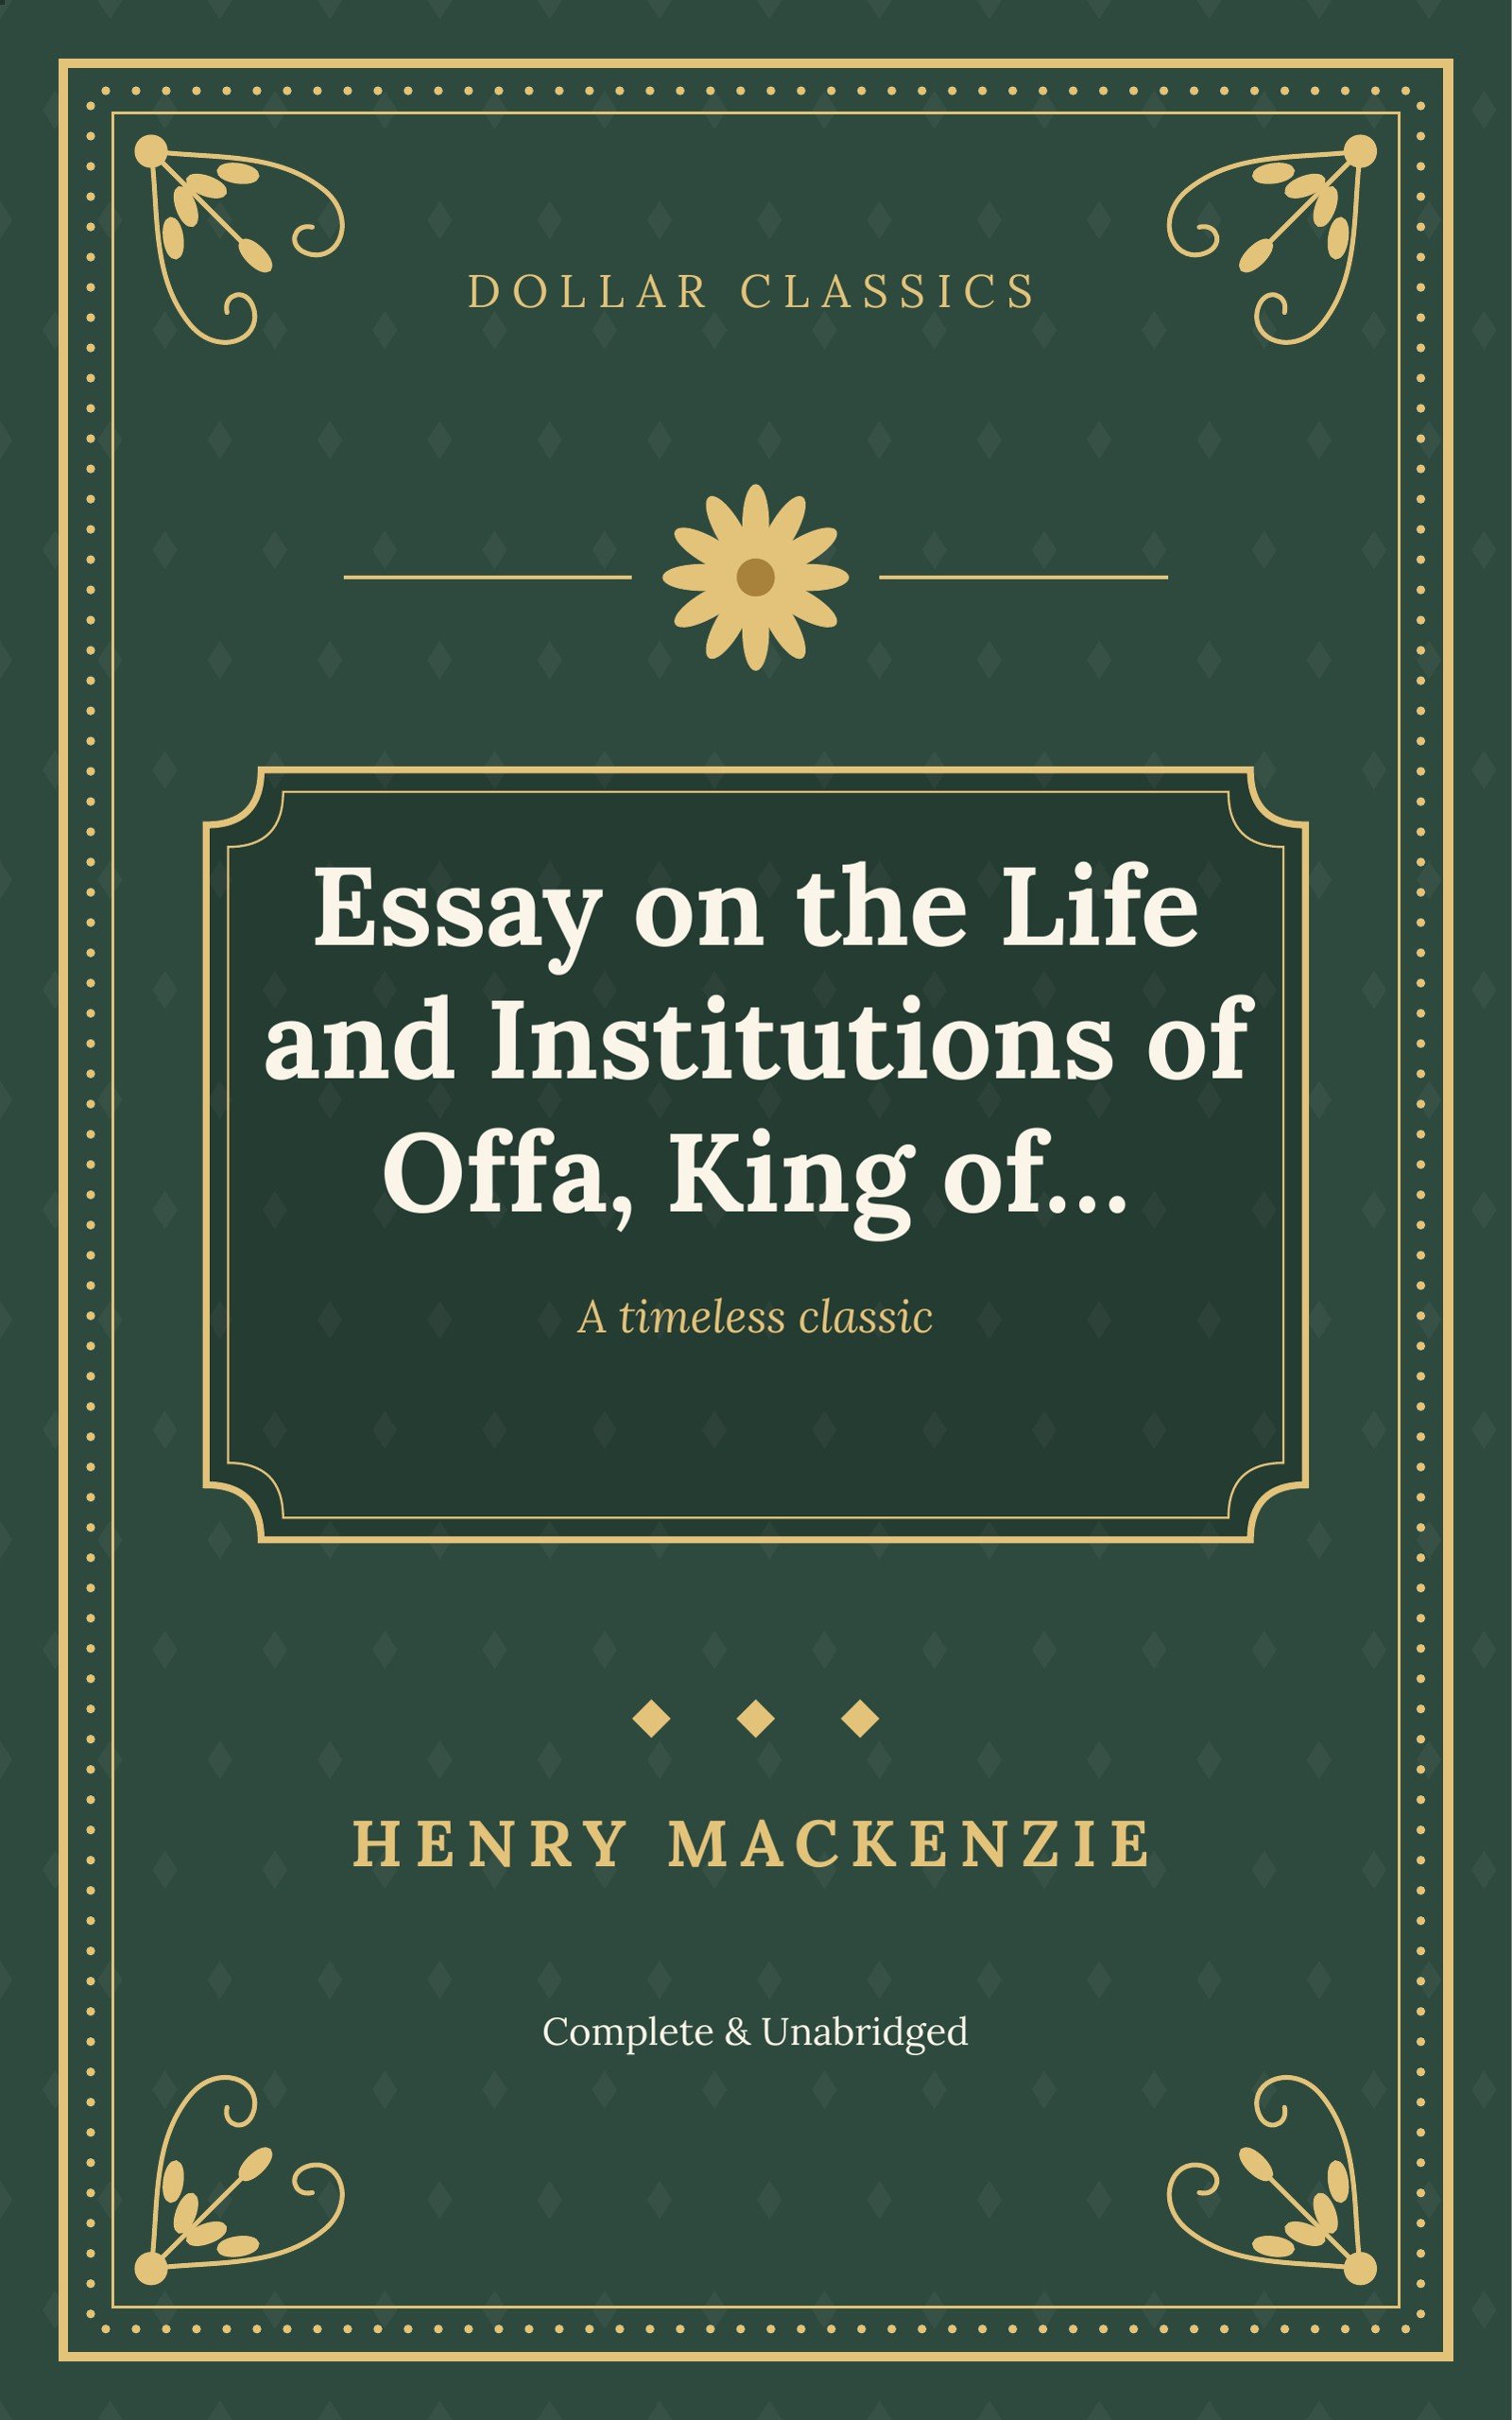 DOLLAR CLASSICS
Essay on the Life
and Institutions of
Offa, King of...
A timeless classic
HENRY MACKENZIE
Complete & Unabridged